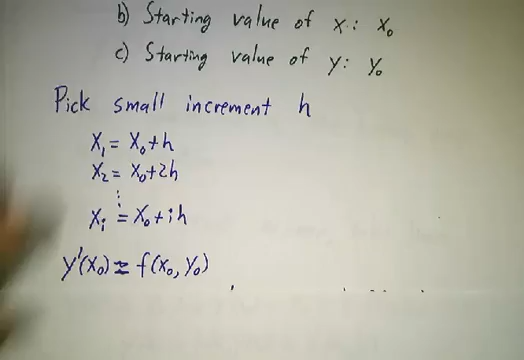 b) Starting value of x: x₀
c) Starting value of y: y₀
Pick small increment h
x₁ = x₀+h
x₂ = x₀+2h
⋮
xᵢ = x₀+ih
y'(x₀) ≈ f(x₀, y₀)